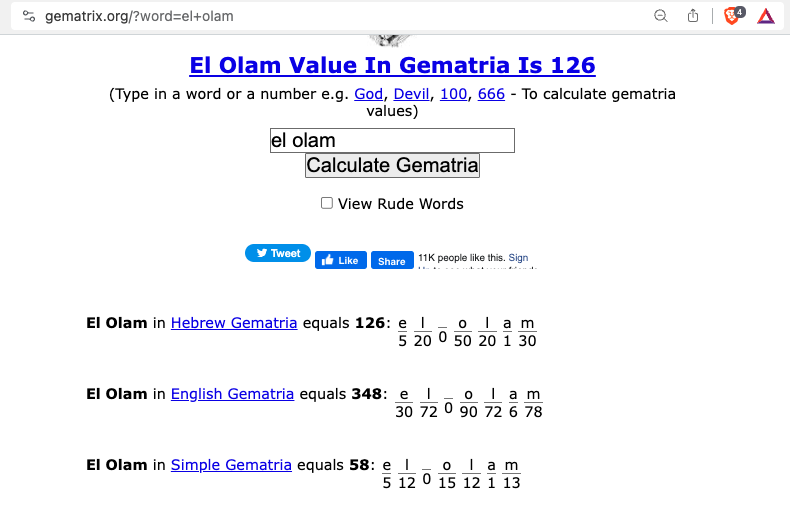 gematrix.org/?word=el+olam
4
El Olam Value In Gematria Is 126
(Type in a word or a number e.g. God, Devil, 100, 666 - To calculate gematria
values)
el olam
Calculate Gematria
View Rude Words
Tweet Like Share 11K people like this. Sign
El Olam in Hebrew Gematria equals 126: e l _ o l a m
5 20 0 50 20 1 30
El Olam in English Gematria equals 348: e l _ o l a m
30 72 0 90 72 6 78
El Olam in Simple Gematria equals 58: e l _ o l a m
5 12 0 15 12 1 13